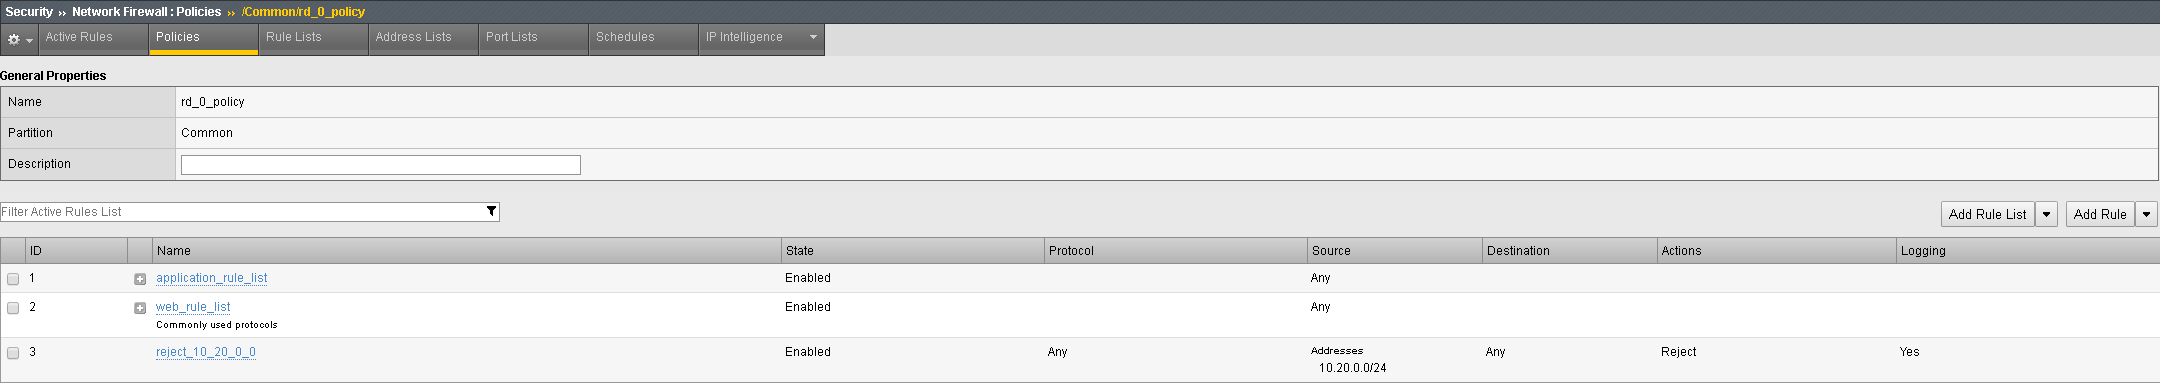 Security ›› Network Firewall : Policies ›› /Common/rd_0_policy
Active Rules Policies Rule Lists Address Lists Port Lists Schedules IP Intelligence
General Properties
Name rd_0_policy
Partition Common
Description
Filter Active Rules List Add Rule List Add Rule
ID Name State Protocol Source Destination Actions Logging
1 application_rule_list Enabled Any
2 web_rule_list Enabled Any
Commonly used protocols
3 reject_10_20_0_0 Enabled Any Addresses Any Reject Yes
10.20.0.0/24